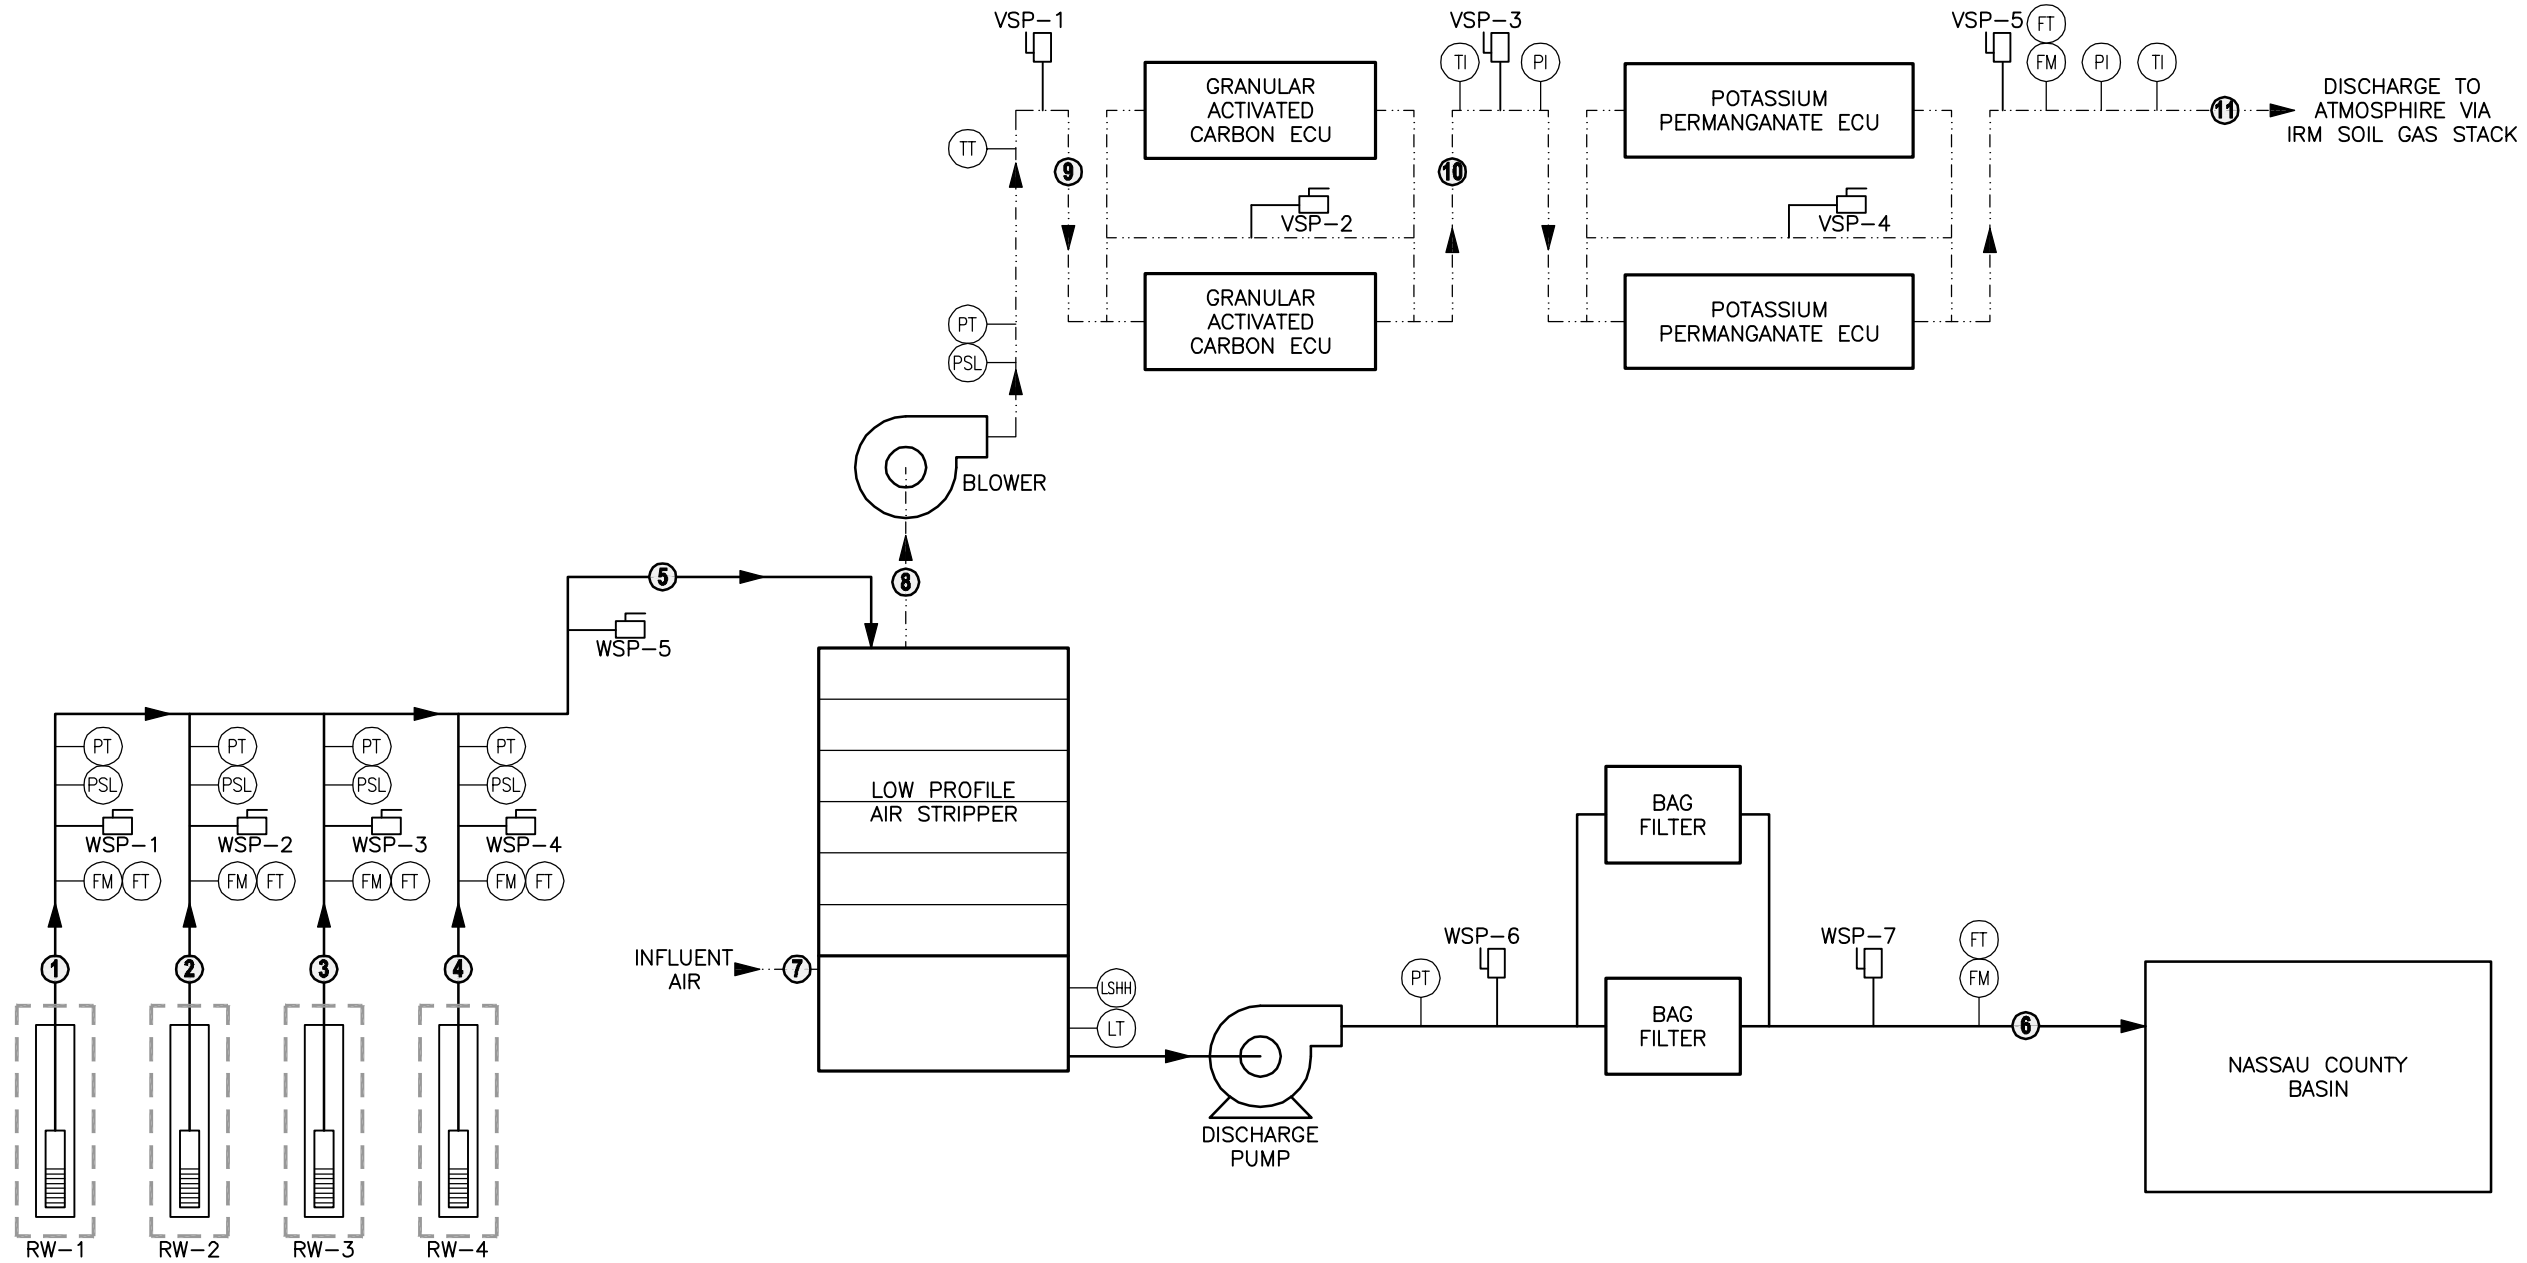 VSP-1
VSP-3
VSP-5
FT
TI
PI
FM
PI
TI
GRANULAR
ACTIVATED
CARBON ECU
POTASSIUM
PERMANGANATE ECU
DISCHARGE TO
ATMOSPHIRE VIA
IRM SOIL GAS STACK
11
TT
9
10
VSP-2
VSP-4
GRANULAR
ACTIVATED
CARBON ECU
POTASSIUM
PERMANGANATE ECU
PT
PSL
BLOWER
5
8
WSP-5
PT
PT
PT
PT
PSL
PSL
PSL
PSL
WSP-1
WSP-2
WSP-3
WSP-4
FM FT
FM FT
FM FT
FM FT
LOW PROFILE
AIR STRIPPER
BAG
FILTER
1
2
3
4
INFLUENT
AIR
7
LSHH
LT
PT
WSP-6
BAG
FILTER
WSP-7
FT
FM
6
NASSAU COUNTY
BASIN
DISCHARGE
PUMP
RW-1
RW-2
RW-3
RW-4